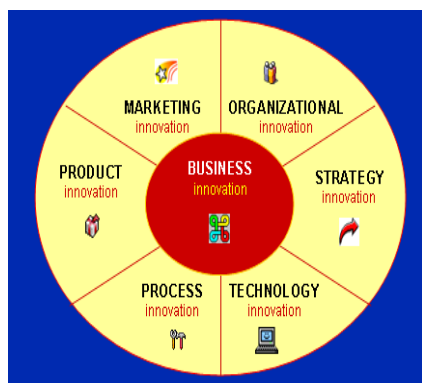 MARKETING
innovation
ORGANIZATIONAL
innovation
PRODUCT
innovation
BUSINESS
innovation
STRATEGY
innovation
PROCESS
innovation
TECHNOLOGY
innovation